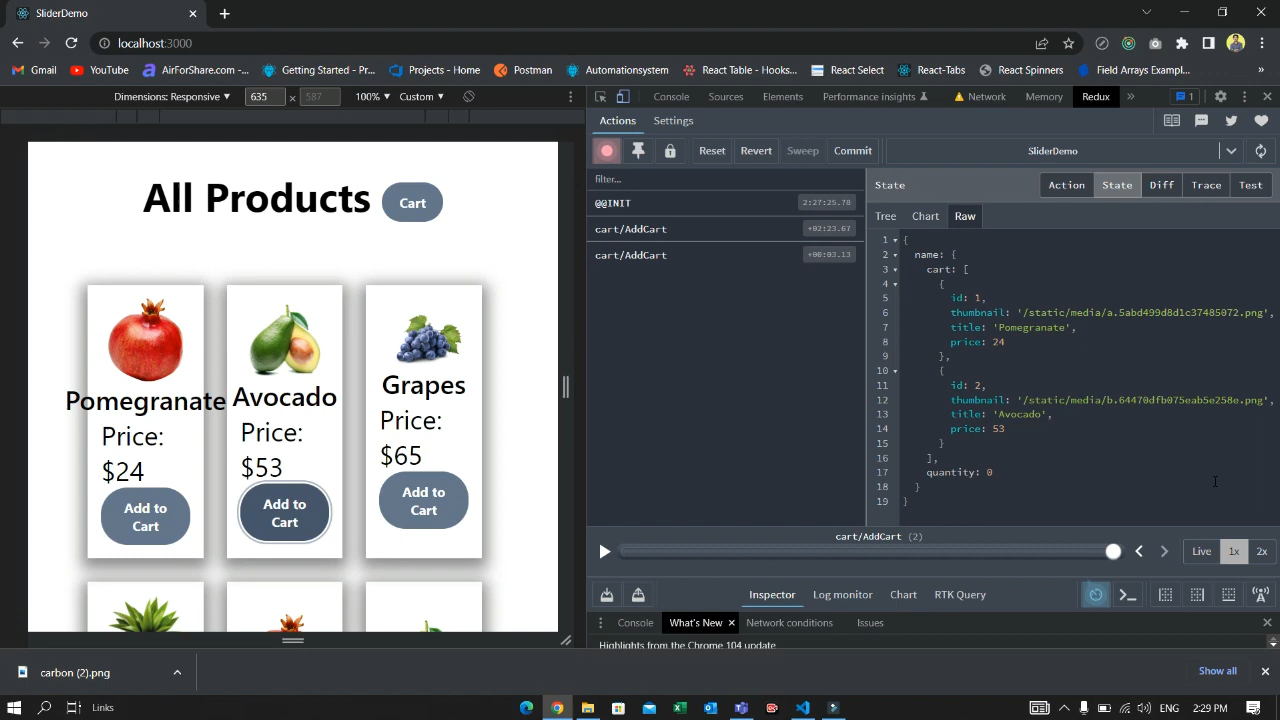 SliderDemo
localhost:3000
Gmail YouTube AirForShare.com -... Getting Started - Pr... Projects - Home Postman Automationsystem React Table - Hooks... React Select React-Tabs React Spinners Field Arrays Exampl... »
Dimensions: Responsive 635 × 587 100% Custom
Console Sources Elements Performance insights Network Memory Redux » 1
Actions Settings
Reset Revert Sweep Commit SliderDemo
filter...
@@INIT 2:27:25.78
cart/AddCart +02:23.67
cart/AddCart +00:03.13
State Action State Diff Trace Test
Tree Chart Raw
1 {
2 name: {
3 cart: [
4 {
5 id: 1,
6 thumbnail: '/static/media/a.5abd499d8d1c37485072.png',
7 title: 'Pomegranate',
8 price: 24
9 },
10 {
11 id: 2,
12 thumbnail: '/static/media/b.64470dfb075eab5e258e.png',
13 title: 'Avocado',
14 price: 53
15 }
16 ],
17 quantity: 0
18 }
19 }
All Products Cart
Pomegranate
Price:
$24
Add to
Cart
Avocado
Price:
$53
Add to
Cart
Grapes
Price:
$65
Add to
Cart
cart/AddCart (2)
Live 1x 2x
Inspector Log monitor Chart RTK Query
Console What's New Network conditions Issues
Highlights from the Chrome 104 update
carbon (2).png Show all
Links ENG 2:29 PM